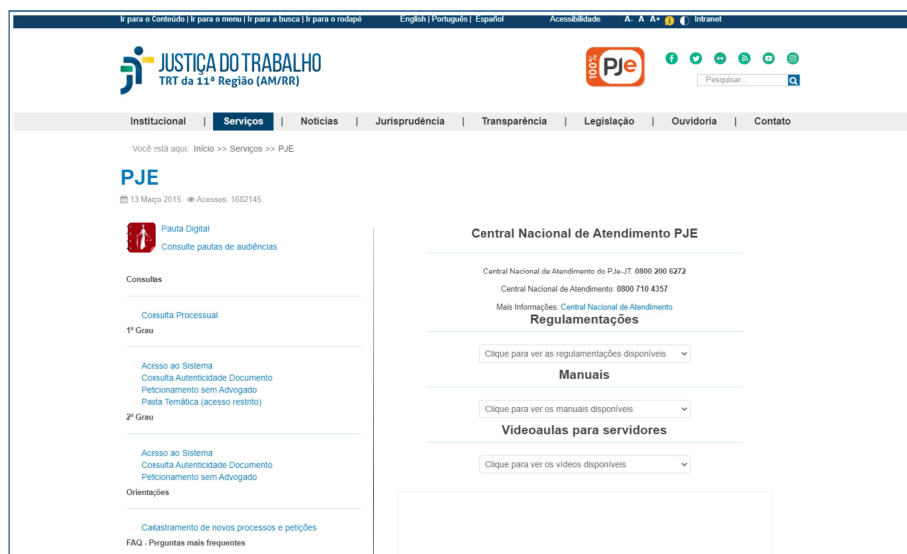 Ir para o Conteúdo | Ir para o menu | Ir para a busca | Ir para o rodapé English | Português | Español Acessibilidade A- A A+ Intranet
JUSTIÇA DO TRABALHO
TRT da 11ª Região (AM/RR)
100% PJe
Pesquisar...
Institucional | Serviços | Notícias | Jurisprudência | Transparência | Legislação | Ouvidoria | Contato
Você está aqui: Início >> Serviços >> PJE
PJE
13 Março 2015 Acessos: 1682145
Pauta Digital
Consulte pautas de audiências
Consultas
Consulta Processual
1º Grau
Acesso ao Sistema
Consulta Autenticidade Documento
Peticionamento sem Advogado
Pauta Temática (acesso restrito)
2º Grau
Acesso ao Sistema
Consulta Autenticidade Documento
Peticionamento sem Advogado
Orientações
Cadastramento de novos processos e petições
FAQ - Perguntas mais frequentes
Central Nacional de Atendimento PJE
Central Nacional de Atendimento do PJe-JT: 0800 200 6272
Central Nacional de Atendimento: 0800 710 4357
Mais Informações: Central Nacional de Atendimento
Regulamentações
Clique para ver as regulamentações disponíveis
Manuais
Clique para ver os manuais disponíveis
Videoaulas para servidores
Clique para ver os vídeos disponíveis